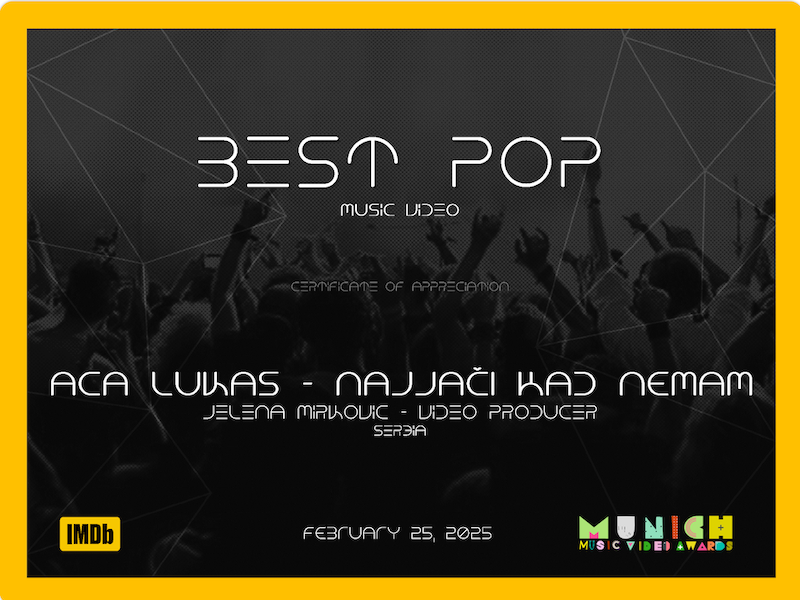 BEST POP
MUSIC VIDEO
CERTIFICATE OF APPRECIATION
ACA LUKAS - NAJJAČI KAD NEMAM
JELENA MIRKOVIC - VIDEO PRODUCER
SERBIA
IMDb
FEBRUARY 25, 2025
MUNICH
MUSIC VIDEO AWARDS